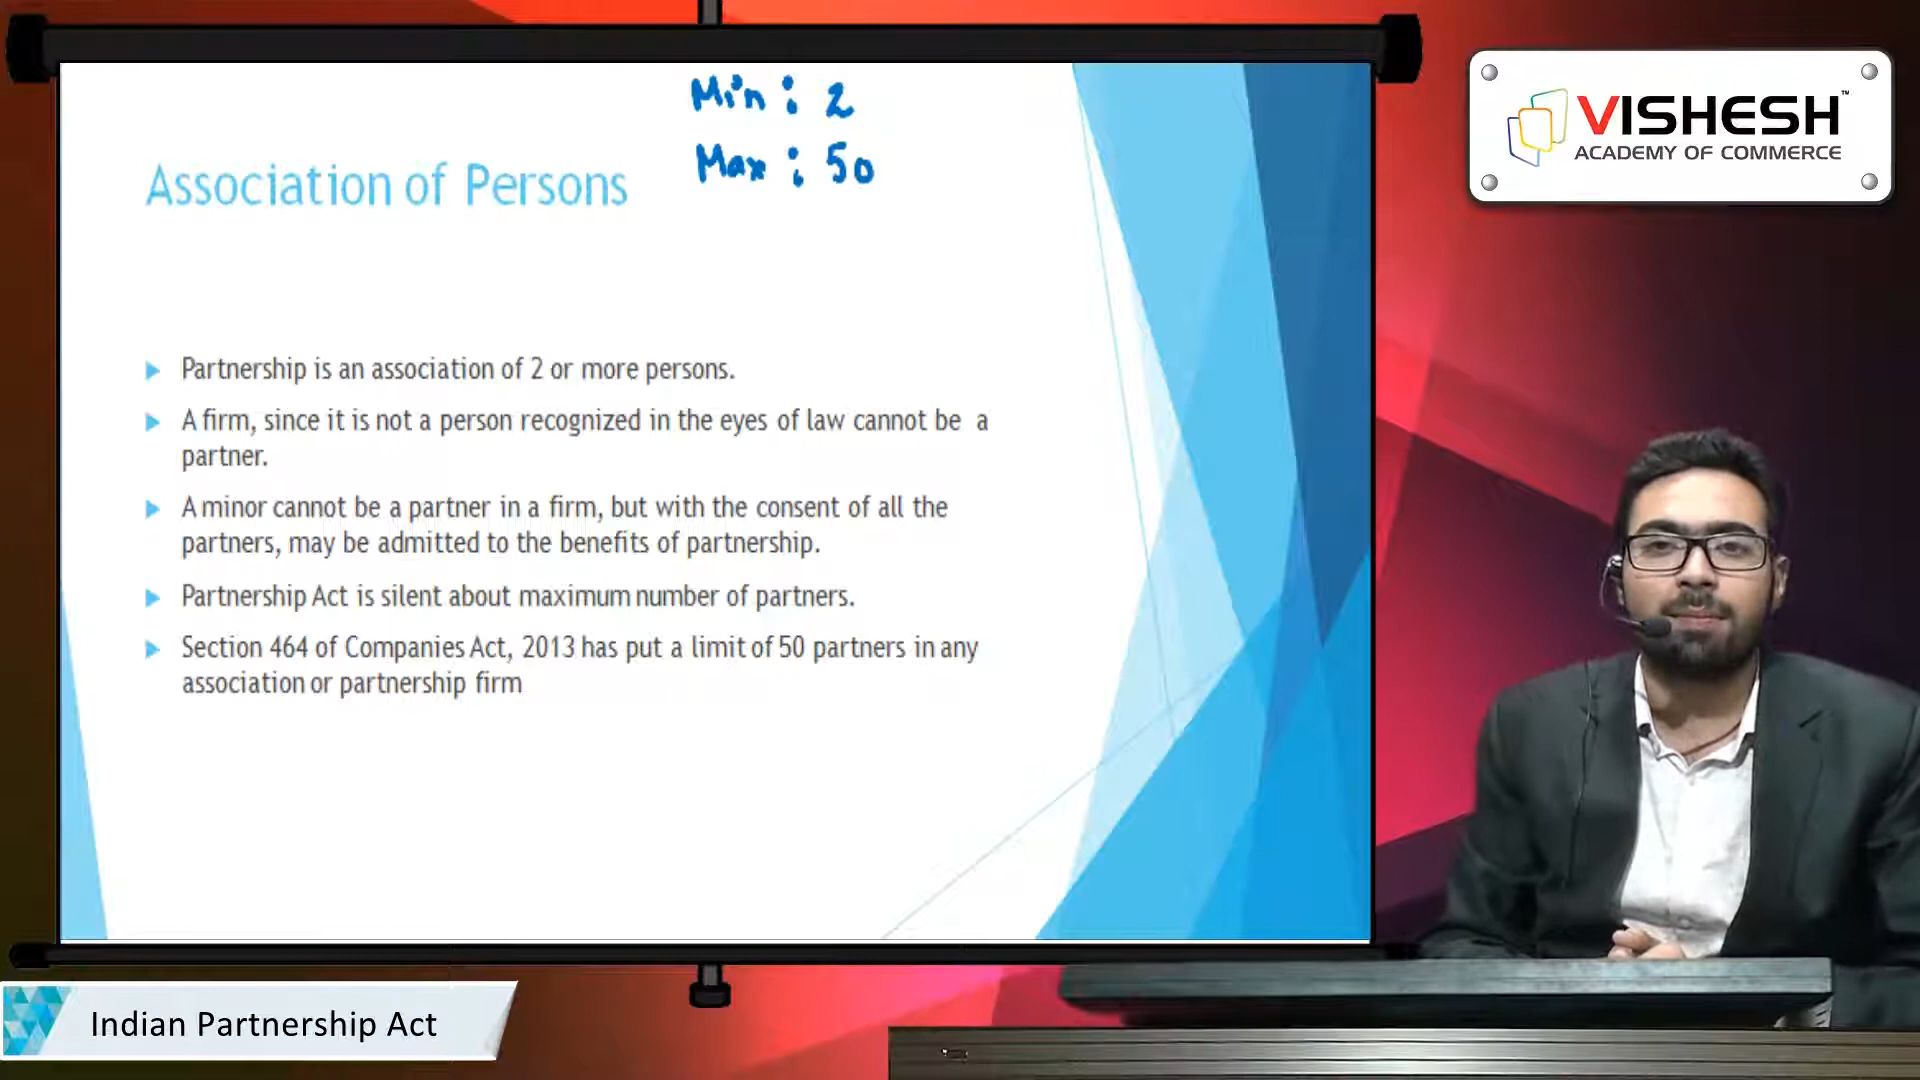 Min : 2
Max : 50
Association of Persons
Partnership is an association of 2 or more persons.
A firm, since it is not a person recognized in the eyes of law cannot be a
partner.
A minor cannot be a partner in a firm, but with the consent of all the
partners, may be admitted to the benefits of partnership.
Partnership Act is silent about maximum number of partners.
Section 464 of Companies Act, 2013 has put a limit of 50 partners in any
association or partnership firm
VISHESH™
ACADEMY OF COMMERCE
Indian Partnership Act